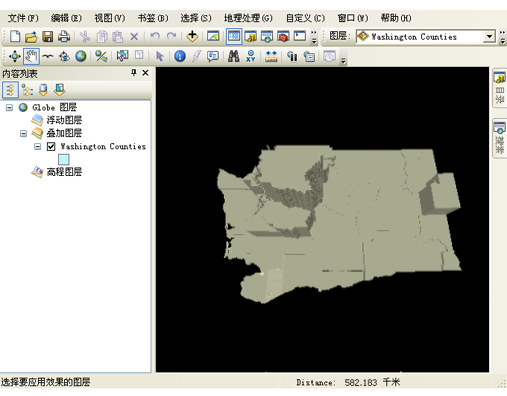 文件(F) 编辑(E) 视图(V) 书签(B) 选择(S) 地理处理(G) 自定义(C) 窗口(W) 帮助(H)
图层: Washington Counties
内容列表
Globe 图层
浮动图层
叠加图层
Washington Counties
高程图层
目录
搜索
选择要应用效果的图层
Distance: 582.183 千米